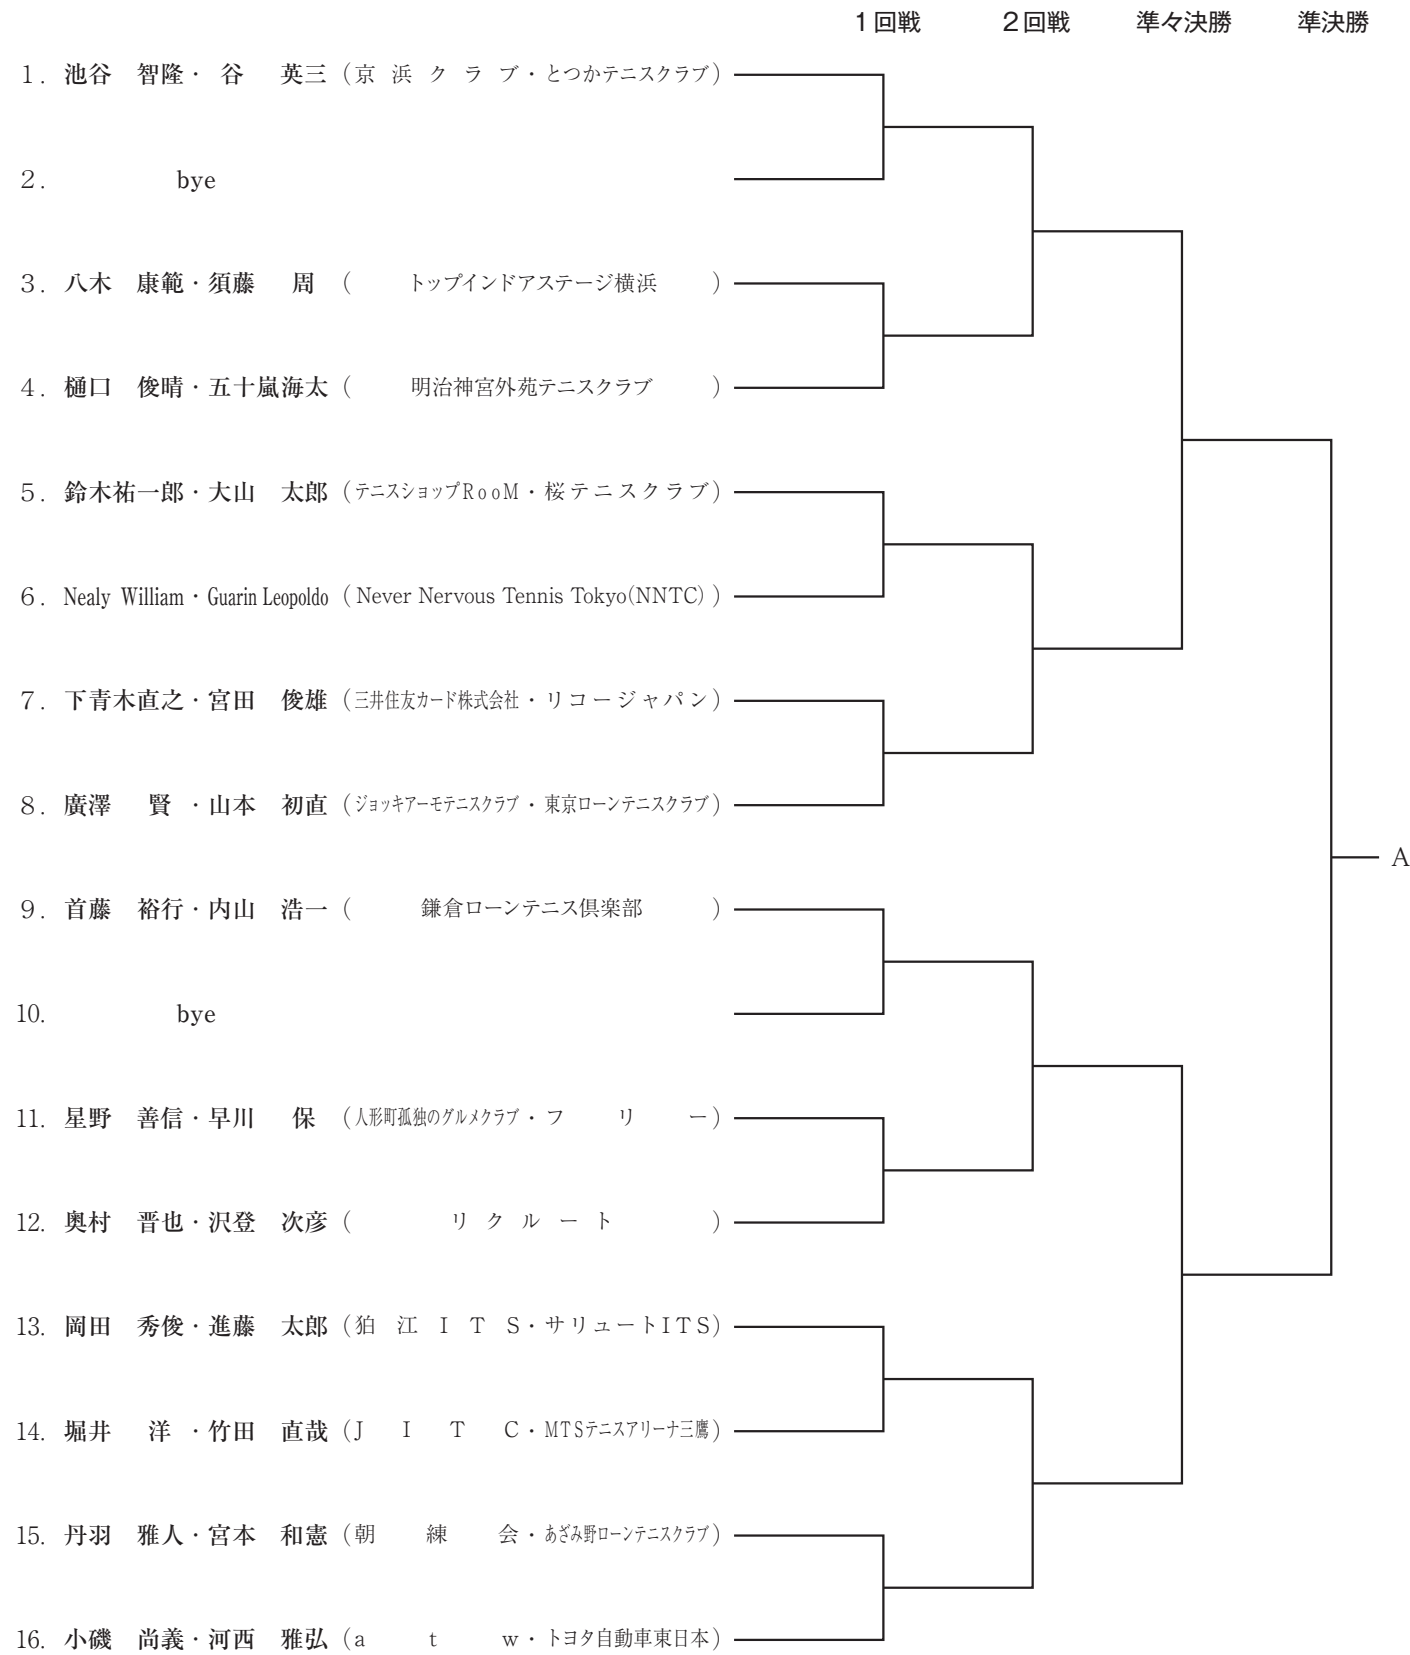 1回戦 2回戦 準々決勝 準決勝
1. 池谷 智隆・谷 英三(京浜クラブ・とつかテニスクラブ)
2. bye
3. 八木 康範・須藤 周(トップインドアステージ横浜)
4. 樋口 俊晴・五十嵐海太(明治神宮外苑テニスクラブ)
5. 鈴木祐一郎・大山 太郎(テニスショップRooM・桜テニスクラブ)
6. Nealy William・Guarin Leopoldo(Never Nervous Tennis Tokyo(NNTC))
7. 下青木直之・宮田 俊雄(三井住友カード株式会社・リコージャパン)
8. 廣澤 賢・山本 初直(ジョッキアーモテニスクラブ・東京ローンテニスクラブ)
A
9. 首藤 裕行・内山 浩一(鎌倉ローンテニス倶楽部)
10. bye
11. 星野 善信・早川 保(人形町孤独のグルメクラブ・フリー)
12. 奥村 晋也・沢登 次彦(リクルート)
13. 岡田 秀俊・進藤 太郎(狛江ITS・サリュートITS)
14. 堀井 洋・竹田 直哉(JITC・MTSテニスアリーナ三鷹)
15. 丹羽 雅人・宮本 和憲(朝練会・あざみ野ローンテニスクラブ)
16. 小磯 尚義・河西 雅弘(atw・トヨタ自動車東日本)